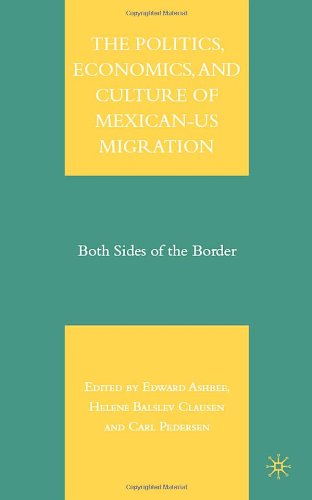 THE POLITICS,
ECONOMICS, AND
CULTURE OF
MEXICAN-US
MIGRATION
Both Sides of the Border
EDITED BY EDWARD ASHBEE,
HELENE BALSLEV CLAUSEN
AND CARL PEDERSEN